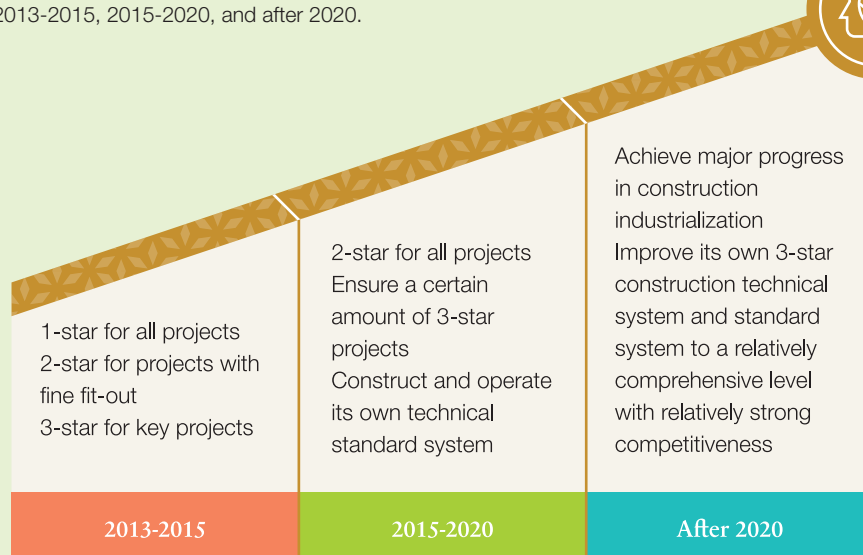 2013-2015, 2015-2020, and after 2020.
1-star for all projects
2-star for projects with
fine fit-out
3-star for key projects
2-star for all projects
Ensure a certain
amount of 3-star
projects
Construct and operate
its own technical
standard system
Achieve major progress
in construction
industrialization
Improve its own 3-star
construction technical
system and standard
system to a relatively
comprehensive level
with relatively strong
competitiveness
2013-2015
2015-2020
After 2020